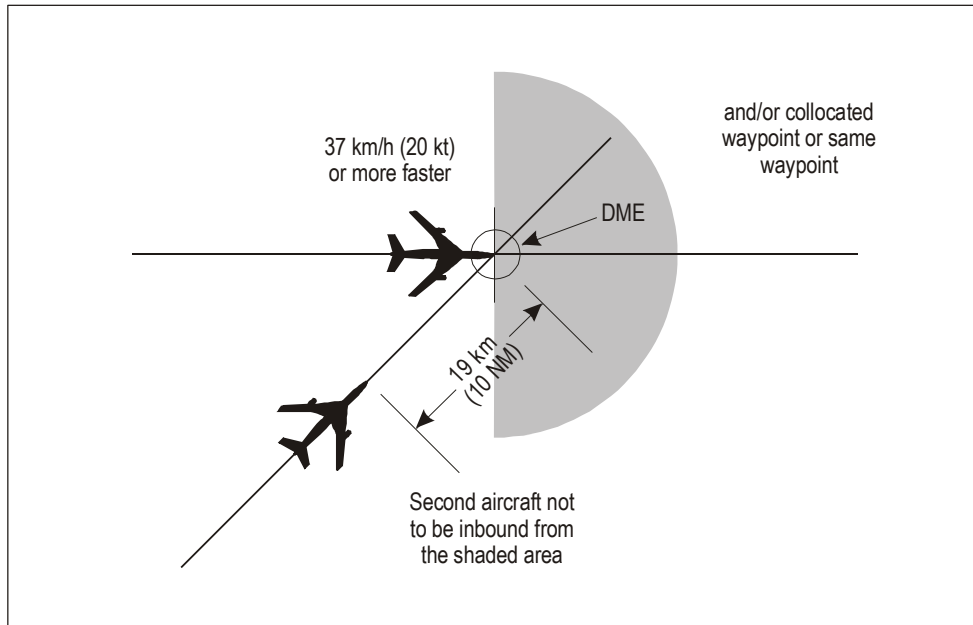 37 km/h (20 kt)
or more faster
and/or collocated
waypoint or same
waypoint
DME
19 km
(10 NM)
Second aircraft not
to be inbound from
the shaded area